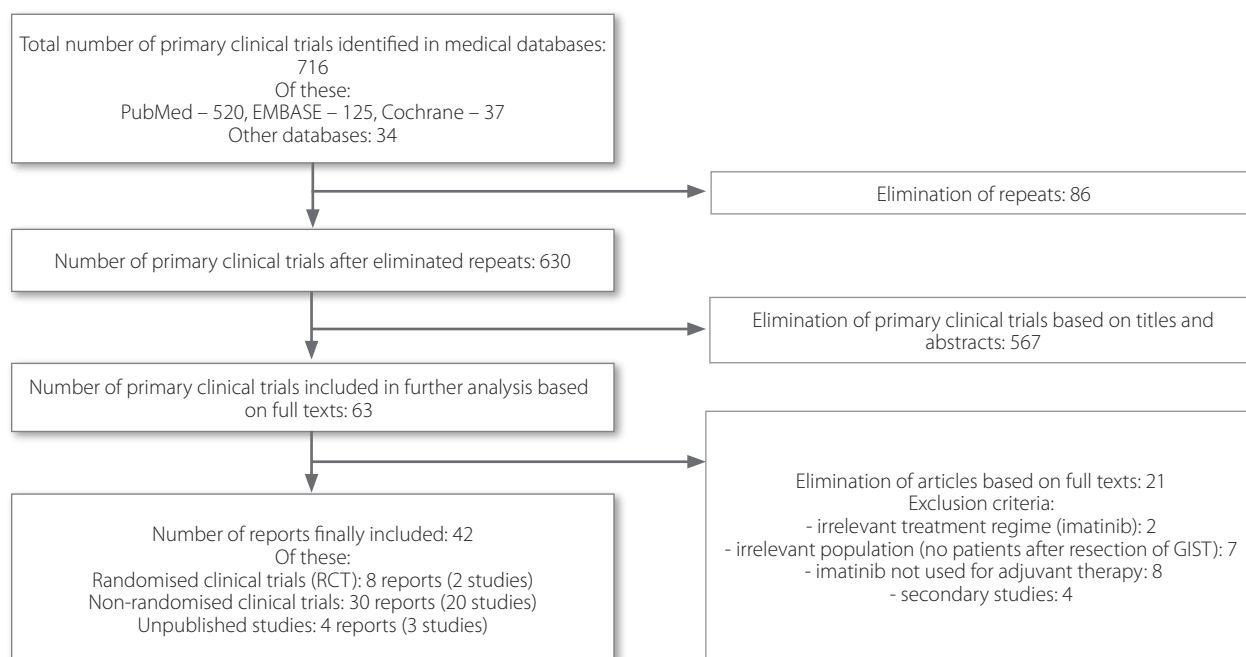 Total number of primary clinical trials identified in medical databases:
716
Of these:
PubMed – 520, EMBASE – 125, Cochrane – 37
Other databases: 34
Elimination of repeats: 86
Number of primary clinical trials after eliminated repeats: 630
Elimination of primary clinical trials based on titles and
abstracts: 567
Number of primary clinical trials included in further analysis based
on full texts: 63
Elimination of articles based on full texts: 21
Exclusion criteria:
- irrelevant treatment regime (imatinib): 2
- irrelevant population (no patients after resection of GIST): 7
- imatinib not used for adjuvant therapy: 8
- secondary studies: 4
Number of reports finally included: 42
Of these:
Randomised clinical trials (RCT): 8 reports (2 studies)
Non-randomised clinical trials: 30 reports (20 studies)
Unpublished studies: 4 reports (3 studies)